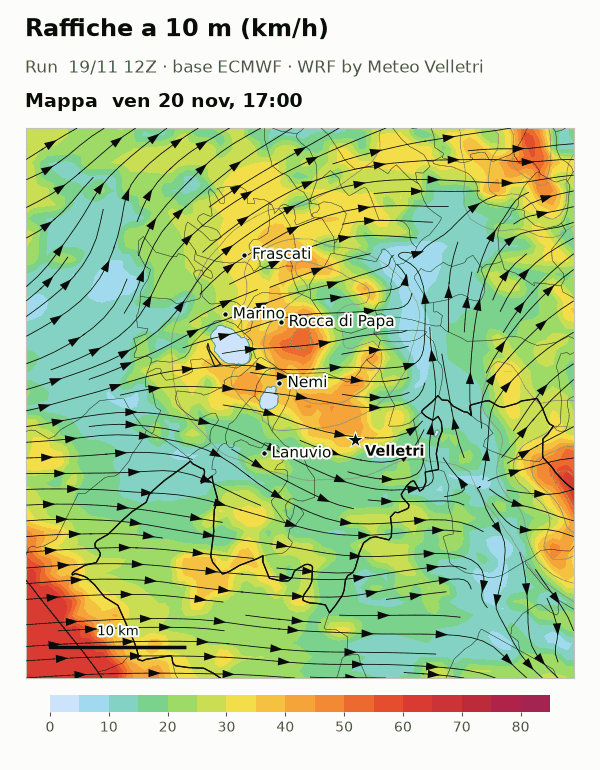 Raffiche a 10 m (km/h)
Run  19/11 12Z · base ECMWF · WRF by Meteo Velletri
Mappa  ven 20 nov, 17:00
Frascati
Marino
Rocca di Papa
Nemi
Velletri
Lanuvio
10 km
0 10 20 30 40 50 60 70 80